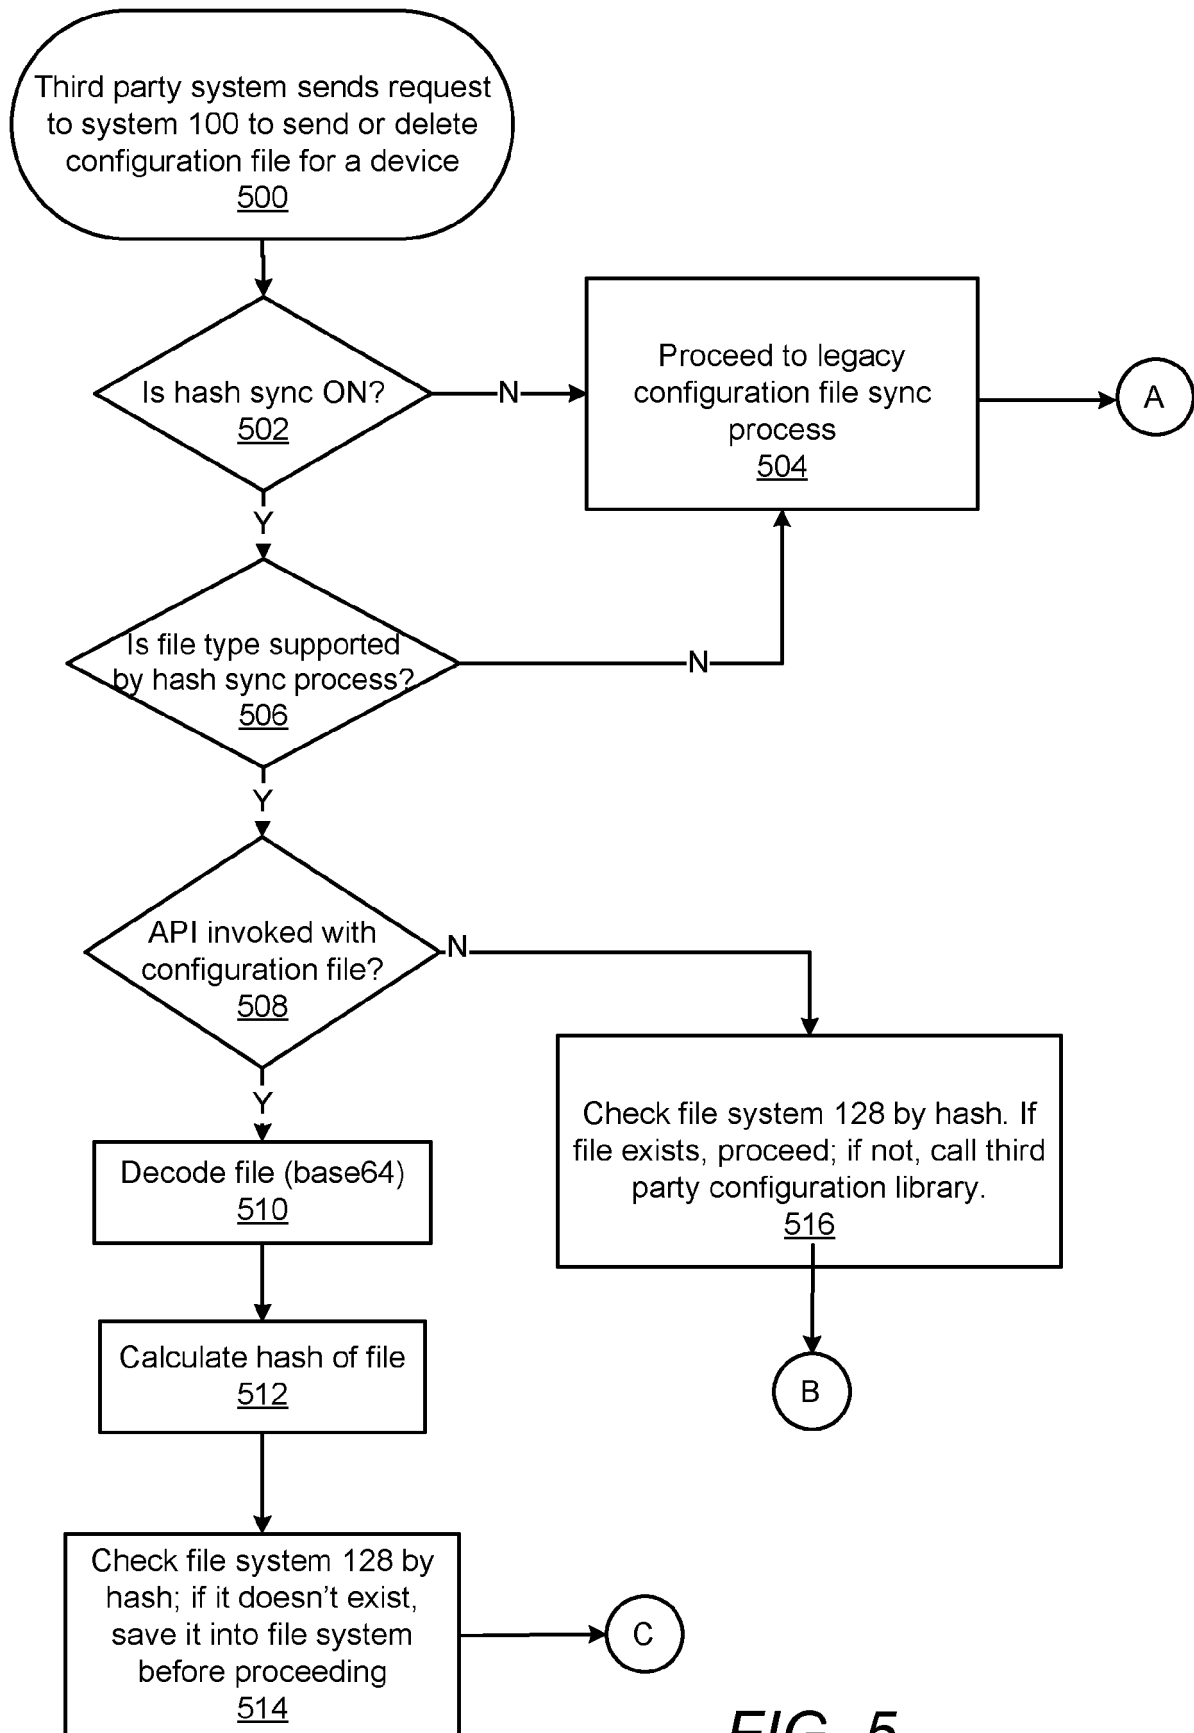 Third party system sends request
to system 100 to send or delete
configuration file for a device
500
Is hash sync ON?
502
N
Proceed to legacy
configuration file sync
process
504
A
Y
Is file type supported
by hash sync process?
506
N
Y
API invoked with
configuration file?
508
N
Y
Decode file (base64)
510
Check file system 128 by hash. If
file exists, proceed; if not, call third
party configuration library.
516
Calculate hash of file
512
B
Check file system 128 by
hash; if it doesn't exist,
save it into file system
before proceeding
514
C
FIG. 5